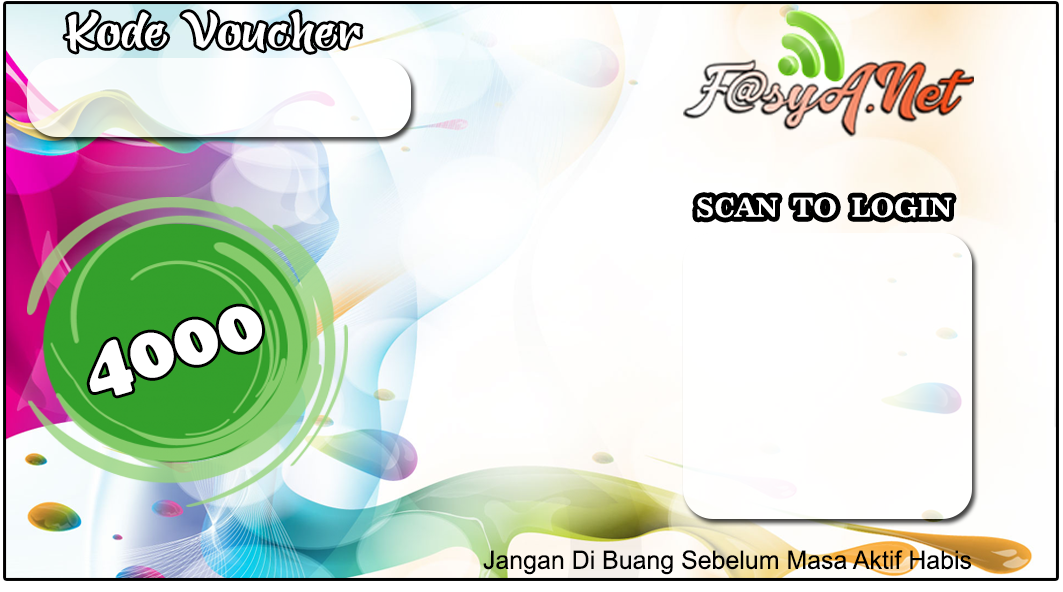 Kode Voucher
F@syA.Net
SCAN TO LOGIN
4000
Jangan Di Buang Sebelum Masa Aktif Habis